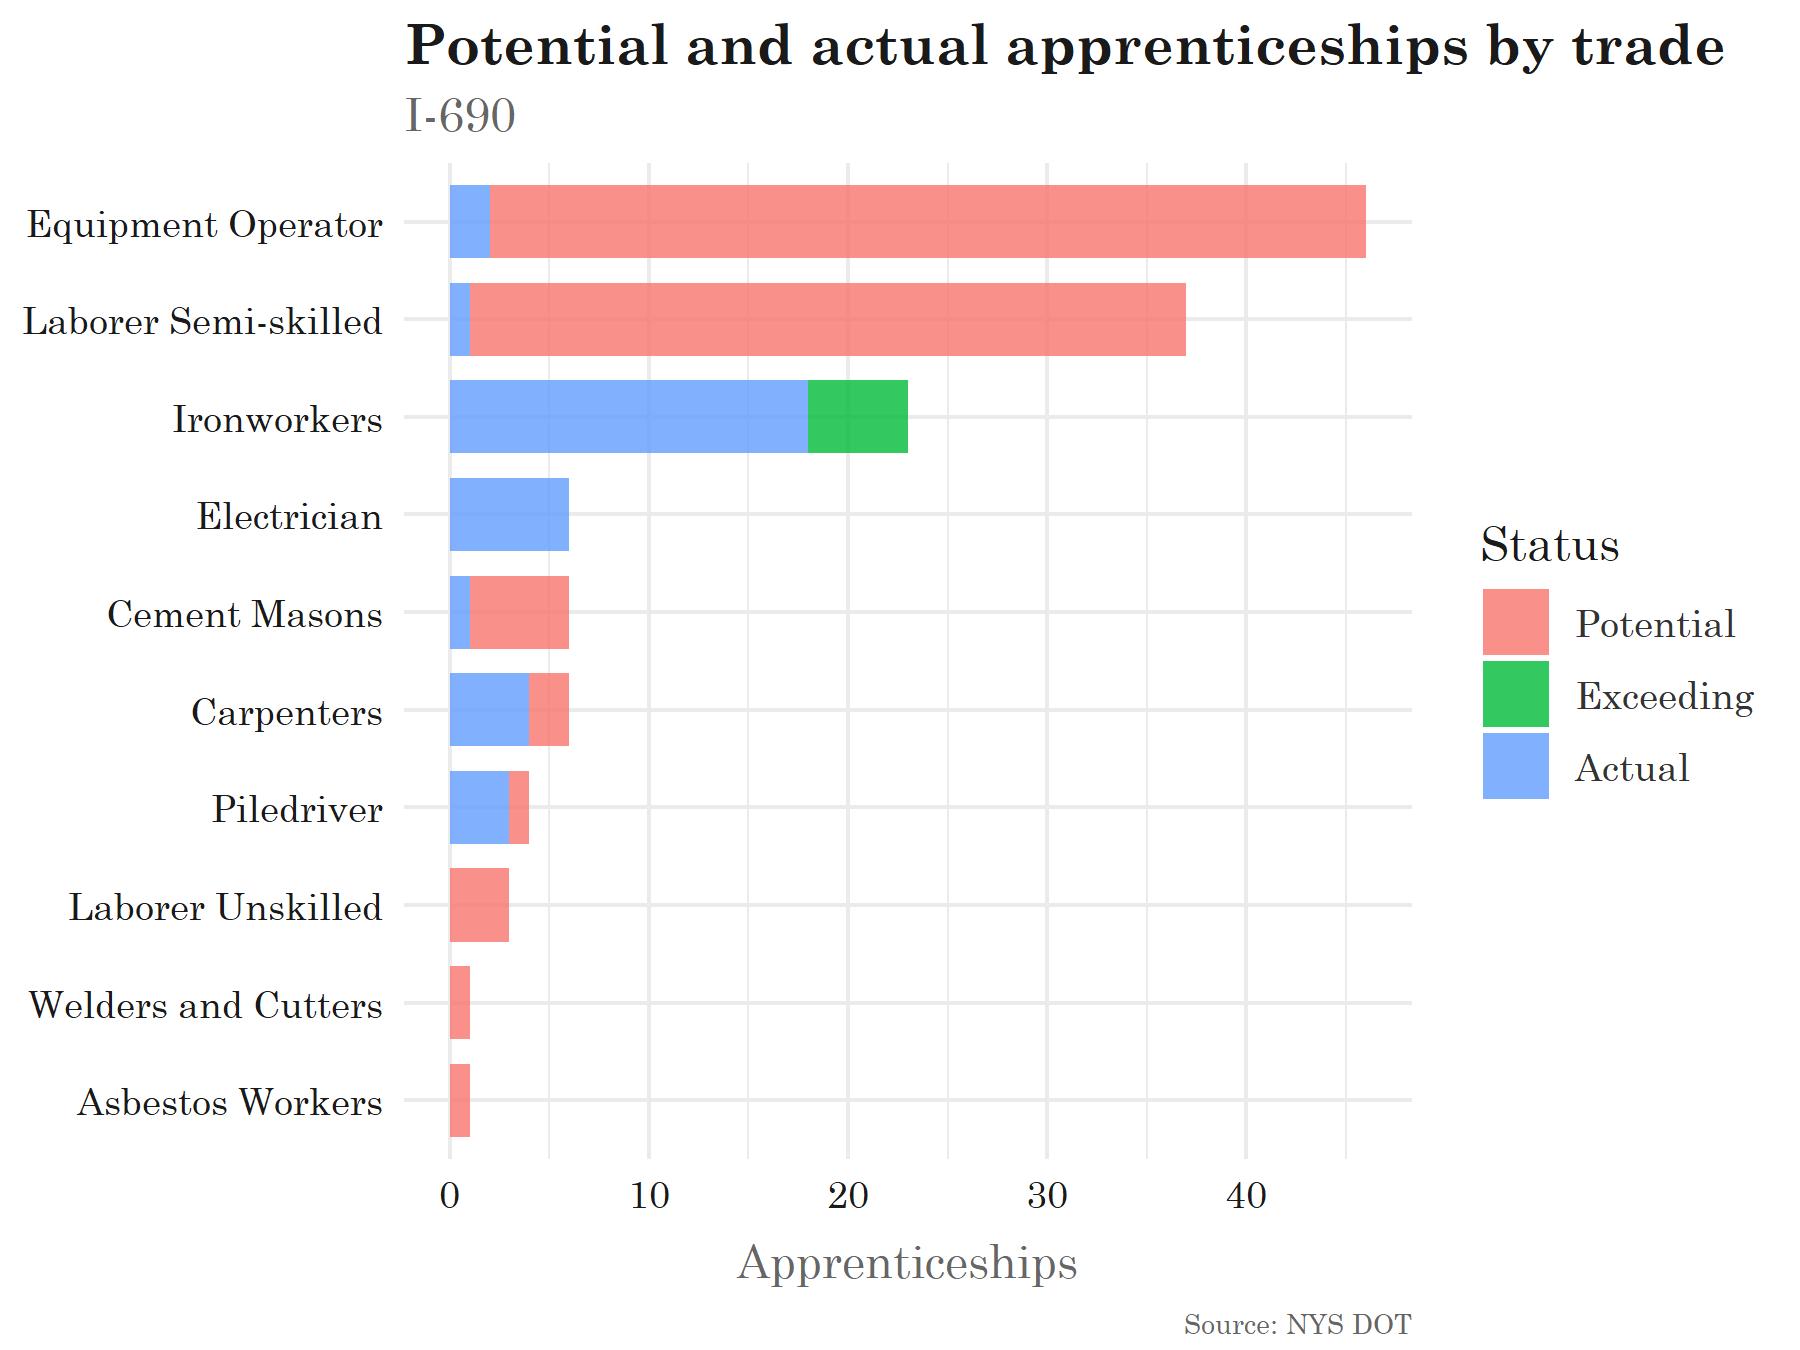 Potential and actual apprenticeships by trade
I-690
Equipment Operator
Laborer Semi-skilled
Ironworkers
Electrician
Cement Masons
Carpenters
Piledriver
Laborer Unskilled
Welders and Cutters
Asbestos Workers
0 10 20 30 40
Apprenticeships
Status
Potential
Exceeding
Actual
Source: NYS DOT